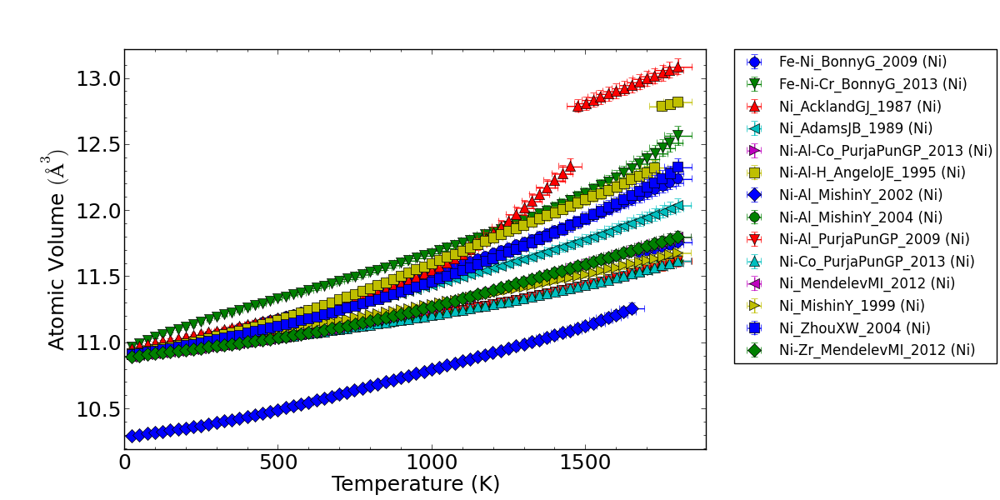 13.0
12.5
12.0
11.5
11.0
10.5
Atomic Volume (Å³)
0 500 1000 1500
Temperature (K)
Fe-Ni_BonnyG_2009 (Ni)
Fe-Ni-Cr_BonnyG_2013 (Ni)
Ni_AcklandGJ_1987 (Ni)
Ni_AdamsJB_1989 (Ni)
Ni-Al-Co_PurjaPunGP_2013 (Ni)
Ni-Al-H_AngeloJE_1995 (Ni)
Ni-Al_MishinY_2002 (Ni)
Ni-Al_MishinY_2004 (Ni)
Ni-Al_PurjaPunGP_2009 (Ni)
Ni-Co_PurjaPunGP_2013 (Ni)
Ni_MendelevMI_2012 (Ni)
Ni_MishinY_1999 (Ni)
Ni_ZhouXW_2004 (Ni)
Ni-Zr_MendelevMI_2012 (Ni)